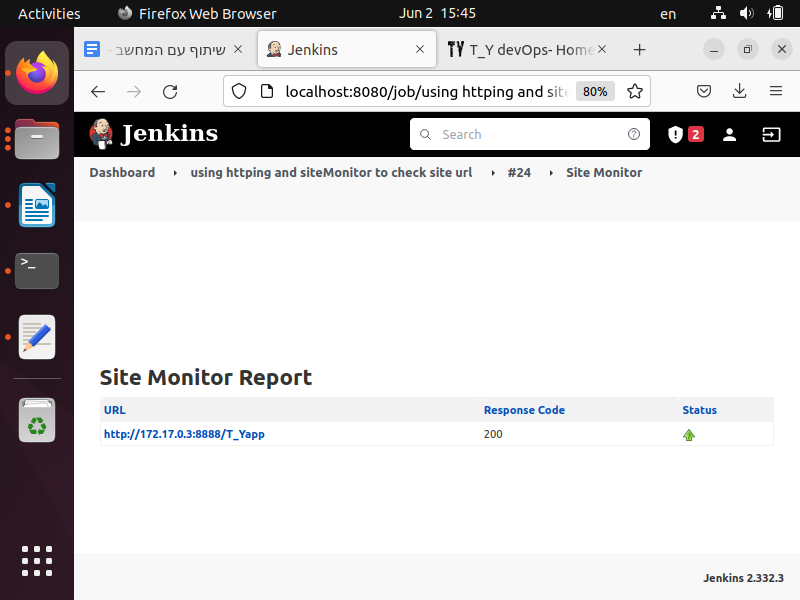 Activities Firefox Web Browser Jun 2 15:45 en
שיתוף עם המחשב - Jenkins T_Y devOps- Home
localhost:8080/job/using httping and site 80%
Jenkins Search 2
Dashboard using httping and siteMonitor to check site url #24 Site Monitor
Site Monitor Report
URL Response Code Status
http://172.17.0.3:8888/T_Yapp 200
Jenkins 2.332.3